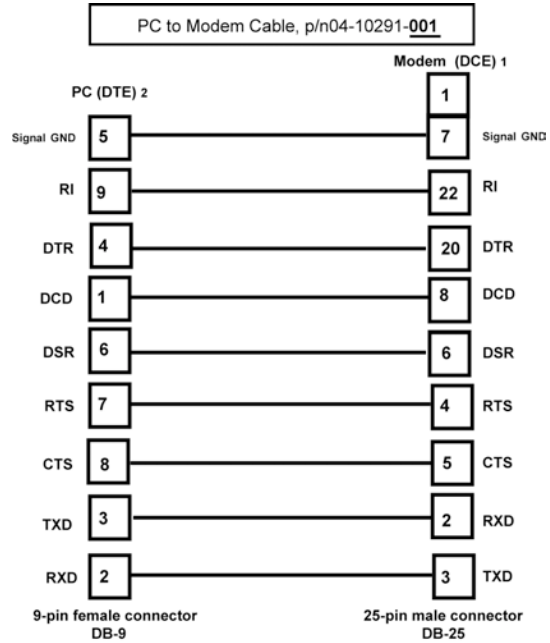 PC to Modem Cable, p/n04-10291-001
Modem (DCE) 1
PC (DTE) 2
1
Signal GND 5 7 Signal GND
RI 9 22 RI
DTR 4 20 DTR
DCD 1 8 DCD
DSR 6 6 DSR
RTS 7 4 RTS
CTS 8 5 CTS
TXD 3 2 RXD
RXD 2 3 TXD
9-pin female connector 25-pin male connector
DB-9 DB-25